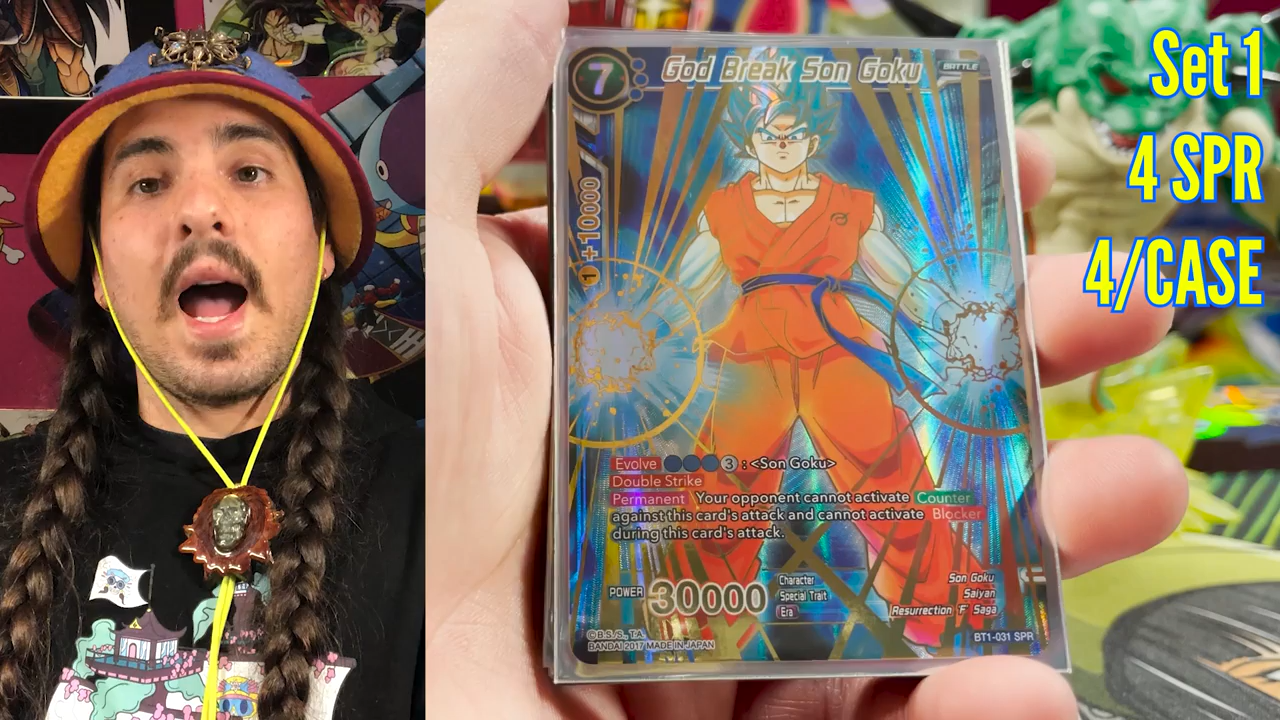 Set 1
4 SPR
4/CASE
7
God Break Son Goku
BATTLE
1 +10000
Evolve 3 : <Son Goku>
Double Strike
Permanent Your opponent cannot activate Counter
against this card's attack and cannot activate Blocker
during this card's attack.
POWER 30000
Character Son Goku
Special Trait Saiyan
Era Resurrection 'F' Saga
©B.S./S., T.A.
BANDAI 2017 MADE IN JAPAN
BT1-031 SPR